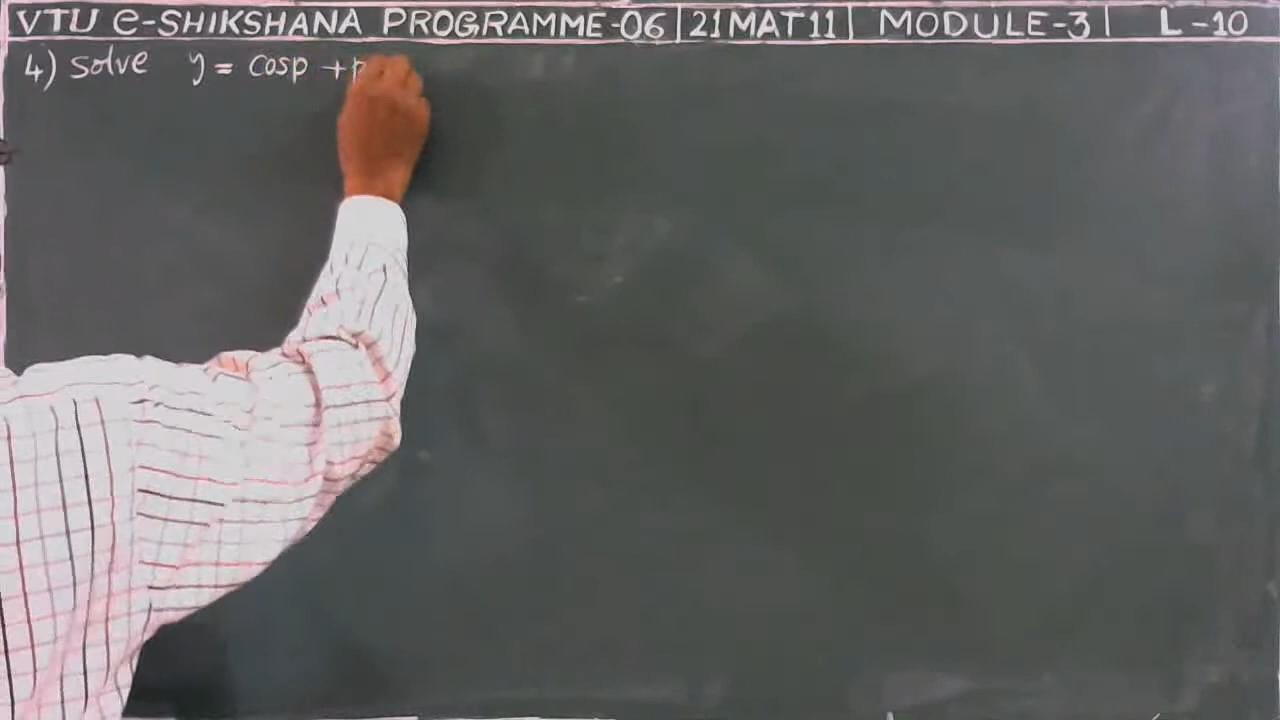 VTU e-SHIKSHANA PROGRAMME-06 | 21MAT11 | MODULE-3 | L-10
4) solve y = cosp + p